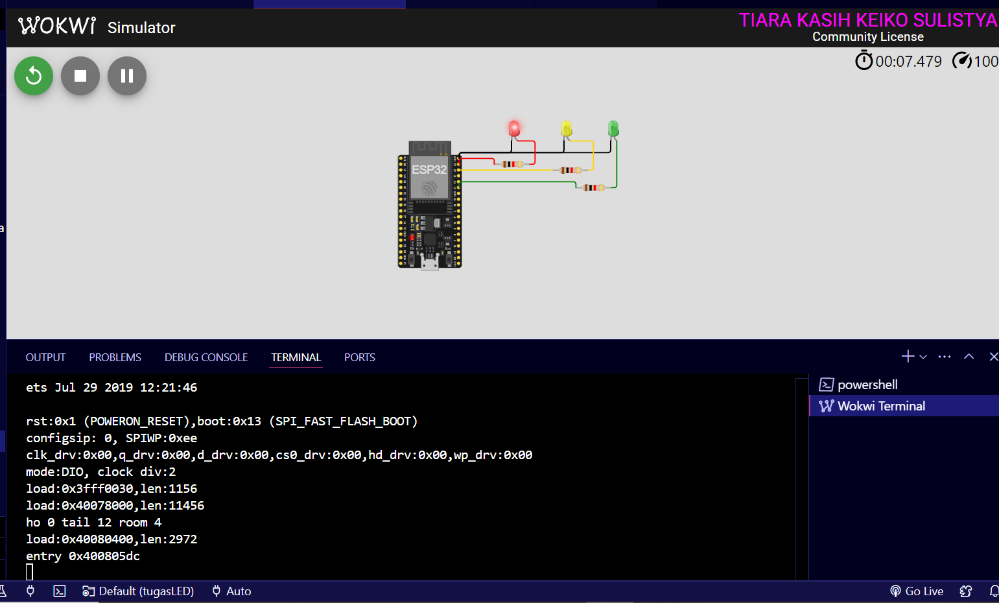 WOKWi Simulator
TIARA KASIH KEIKO SULISTYA
Community License
00:07.479 100
ESP32
EN
Boot
a
OUTPUT PROBLEMS DEBUG CONSOLE TERMINAL PORTS
ets Jul 29 2019 12:21:46
rst:0x1 (POWERON_RESET),boot:0x13 (SPI_FAST_FLASH_BOOT)
configsip: 0, SPIWP:0xee
clk_drv:0x00,q_drv:0x00,d_drv:0x00,cs0_drv:0x00,hd_drv:0x00,wp_drv:0x00
mode:DIO, clock div:2
load:0x3fff0030,len:1156
load:0x40078000,len:11456
ho 0 tail 12 room 4
load:0x40080400,len:2972
entry 0x400805dc
powershell
Wokwi Terminal
Default (tugasLED) Auto Go Live